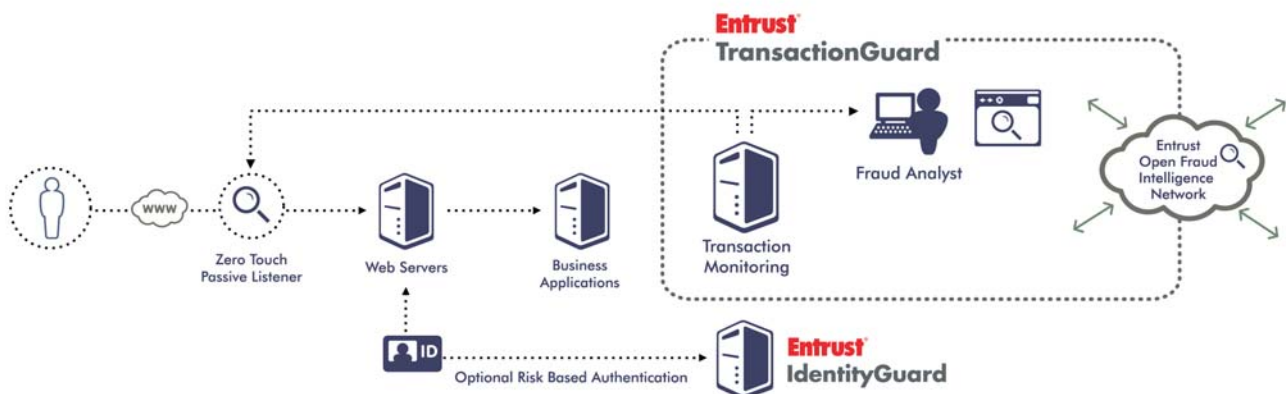 Entrust®
TransactionGuard
Fraud Analyst
Entrust
Open Fraud
Intelligence
Network
www
Zero Touch
Passive Listener
Web Servers
Business
Applications
Transaction
Monitoring
ID
Optional Risk Based Authentication
Entrust®
IdentityGuard